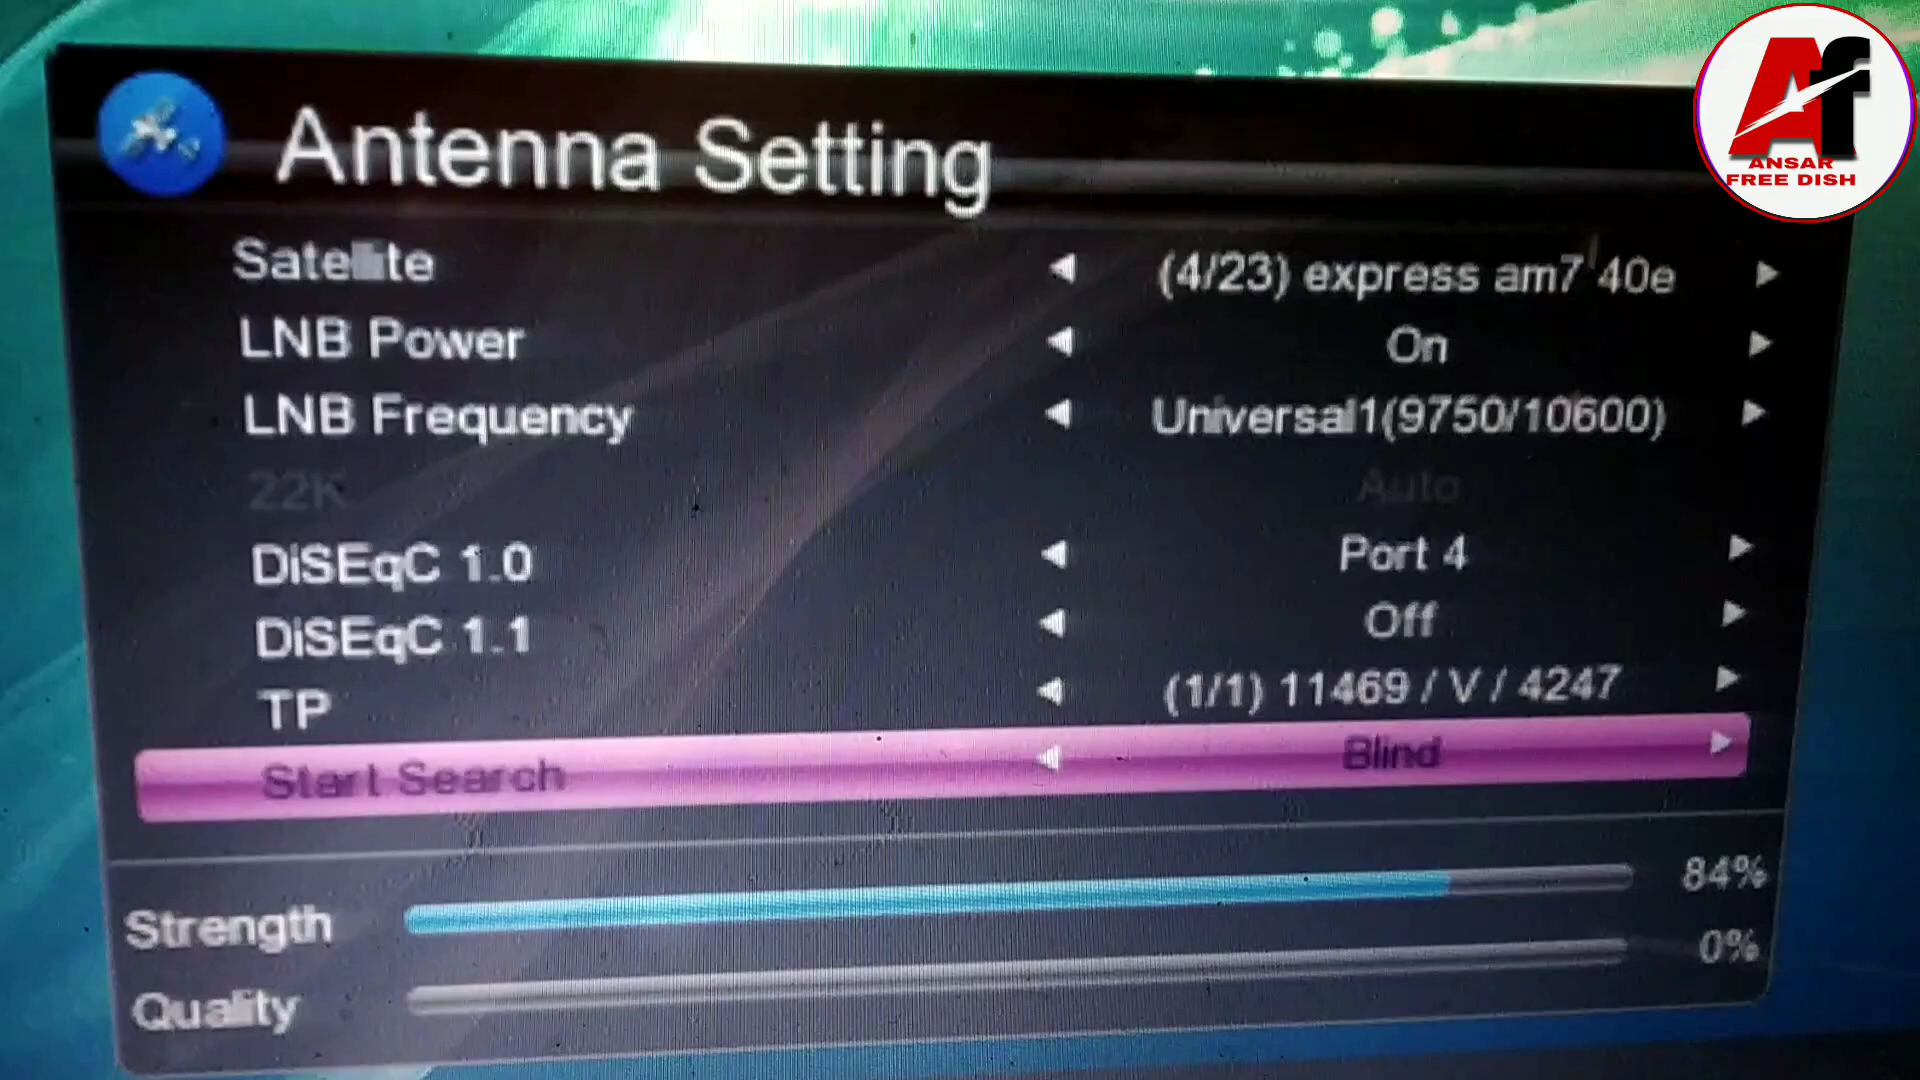 Antenna Setting
Satellite (4/23) express am7 40e
LNB Power On
LNB Frequency Universal1(9750/10600)
22K Auto
DiSEqC 1.0 Port 4
DiSEqC 1.1 Off
TP (1/1) 11469 / V / 4247
Start Search Blind
Strength 84%
Quality 0%
Af
ANSAR
FREE DISH